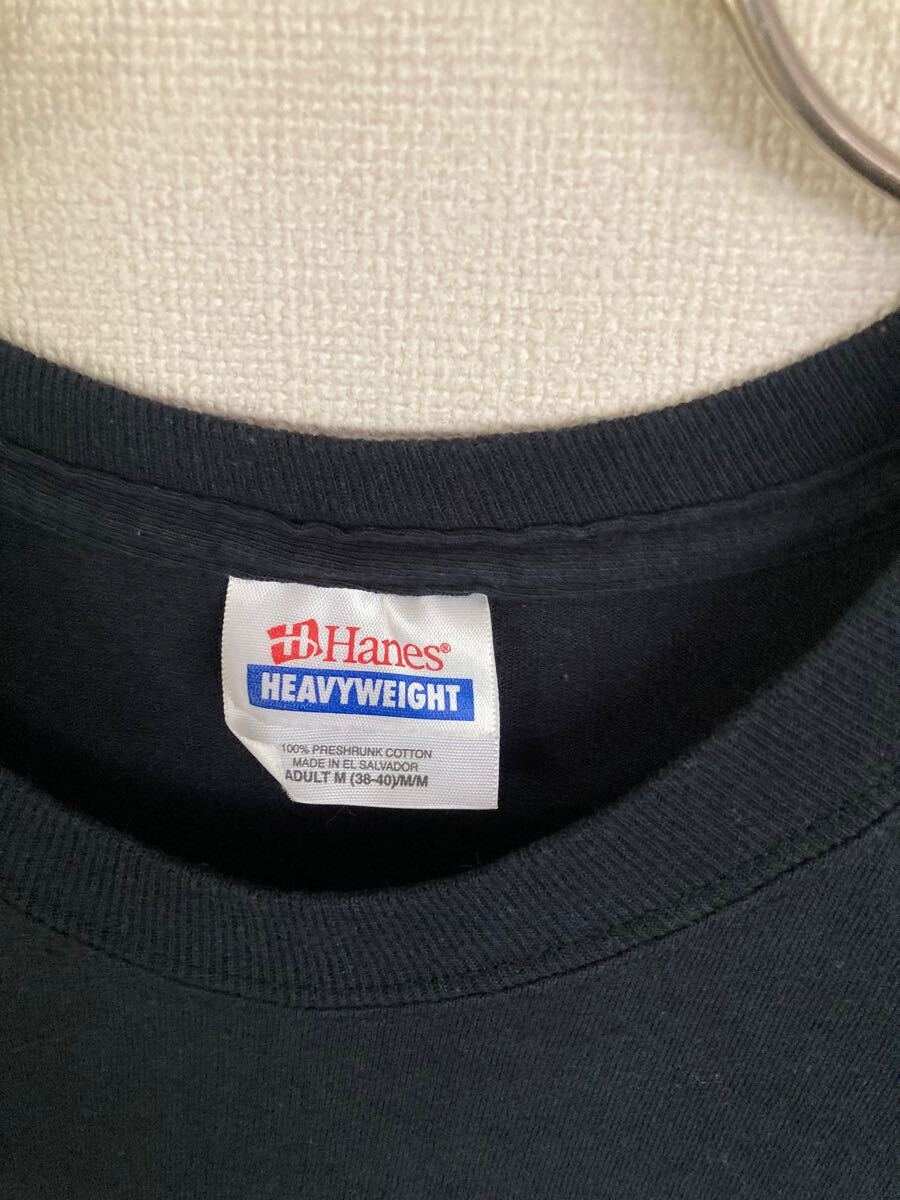 Hanes®
HEAVYWEIGHT
100% PRESHRUNK COTTON
MADE IN EL SALVADOR
ADULT M (38-40)/M/M